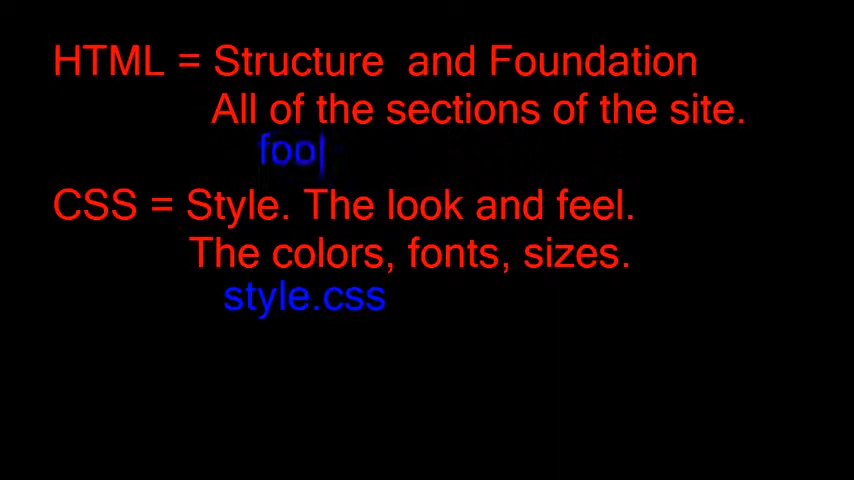 HTML = Structure  and Foundation
All of the sections of the site.
foo
CSS = Style. The look and feel.
The colors, fonts, sizes.
style.css